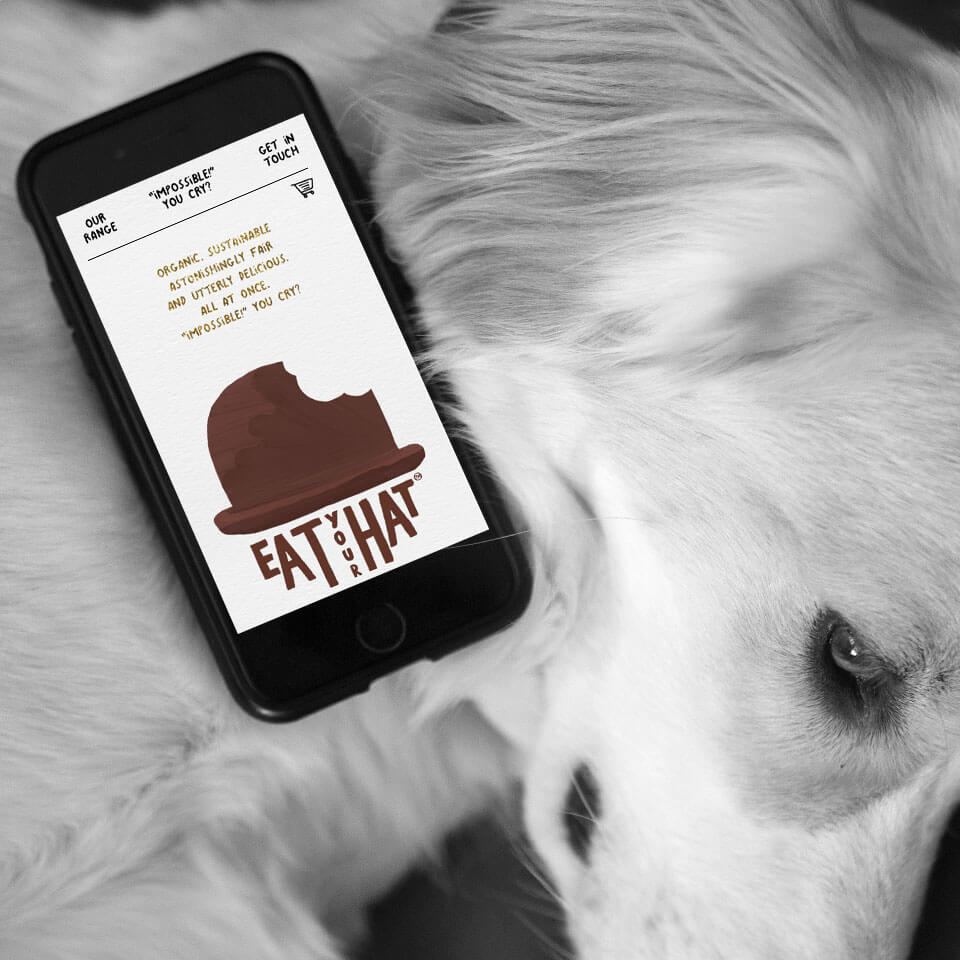 OUR
RANGE
"iMPOSSiBLE!"
YOU CRY?
GET iN
TOUCH
ORGANiC. SUSTAiNABLE
ASTONiSHiNGLY FAiR
AND UTTERLY DELiCiOUS.
ALL AT ONCE.
"iMPOSSiBLE!" YOU CRY?
EAT YOUR HAT